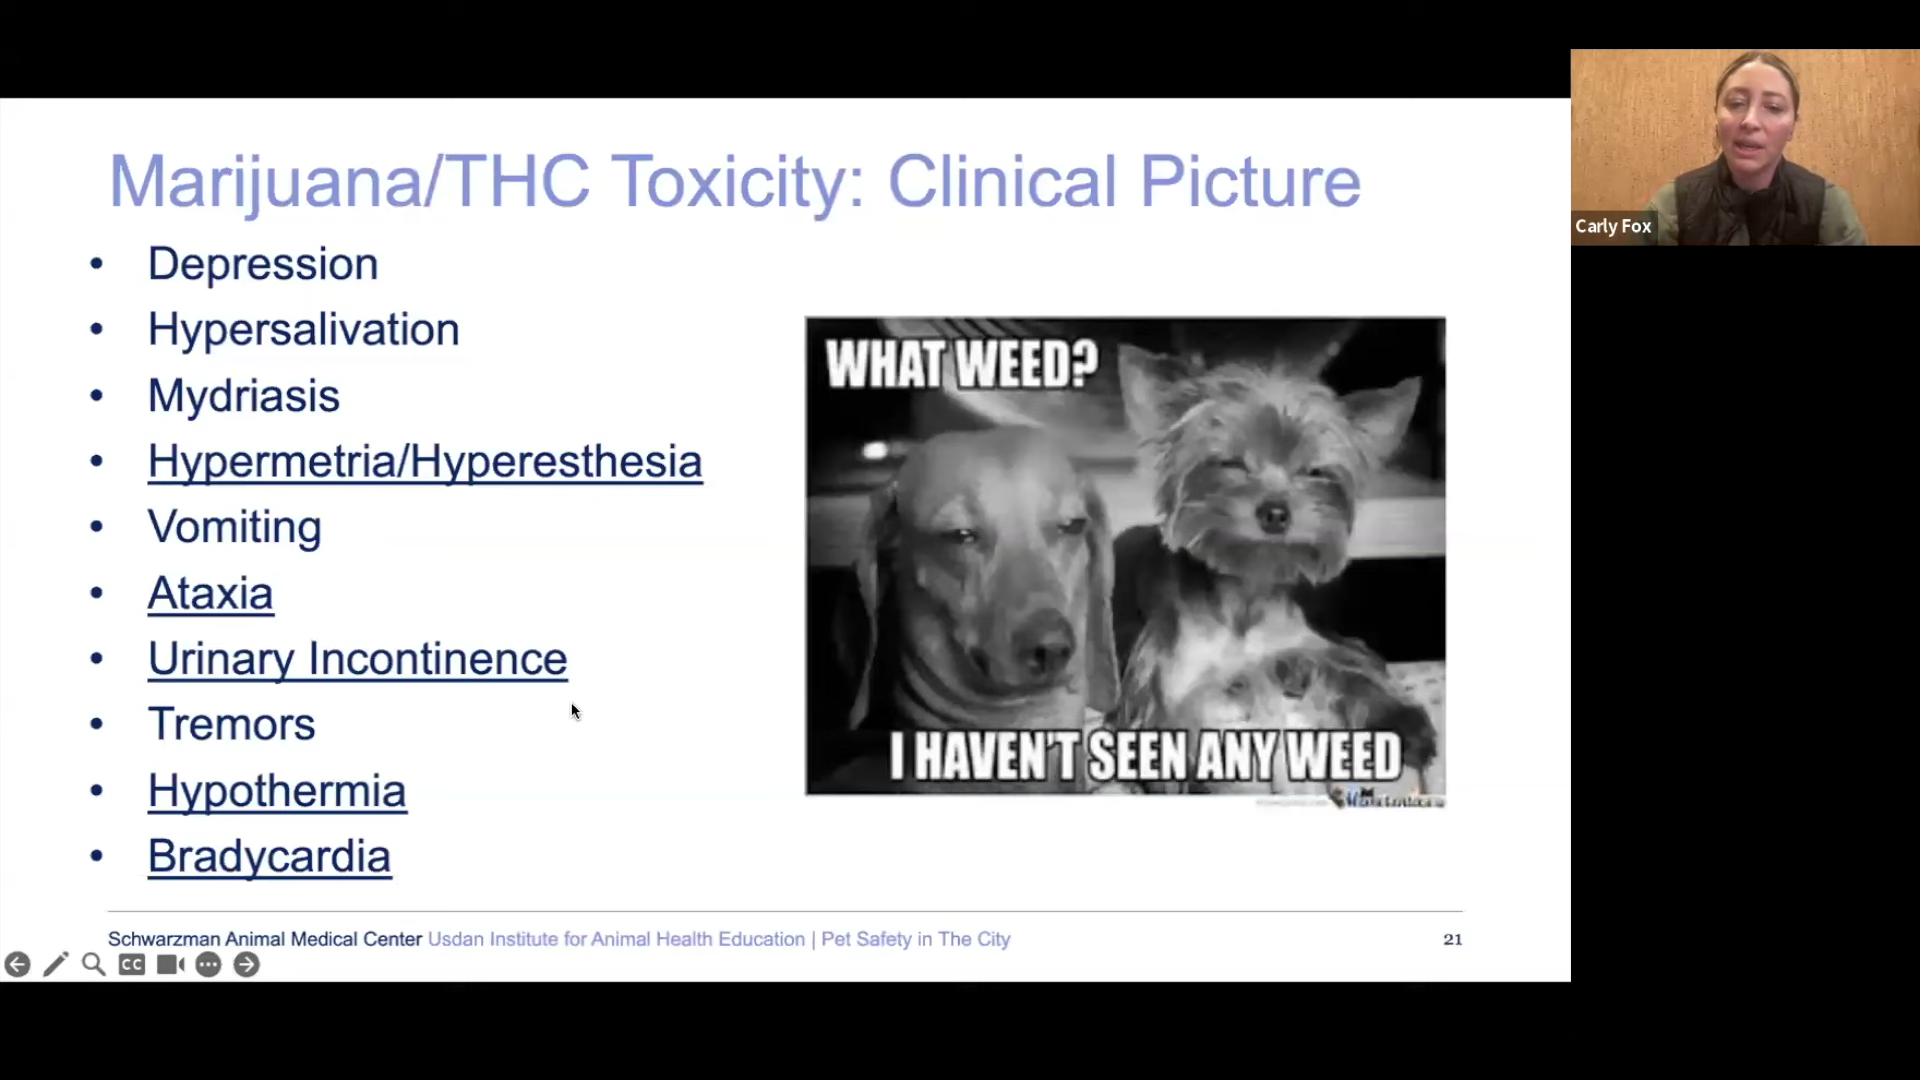 Marijuana/THC Toxicity: Clinical Picture
• Depression
• Hypersalivation
• Mydriasis
• Hypermetria/Hyperesthesia
• Vomiting
• Ataxia
• Urinary Incontinence
• Tremors
• Hypothermia
• Bradycardia
WHAT WEED?
I HAVEN'T SEEN ANY WEED
Carly Fox
Schwarzman Animal Medical Center Usdan Institute for Animal Health Education | Pet Safety in The City
21
CC